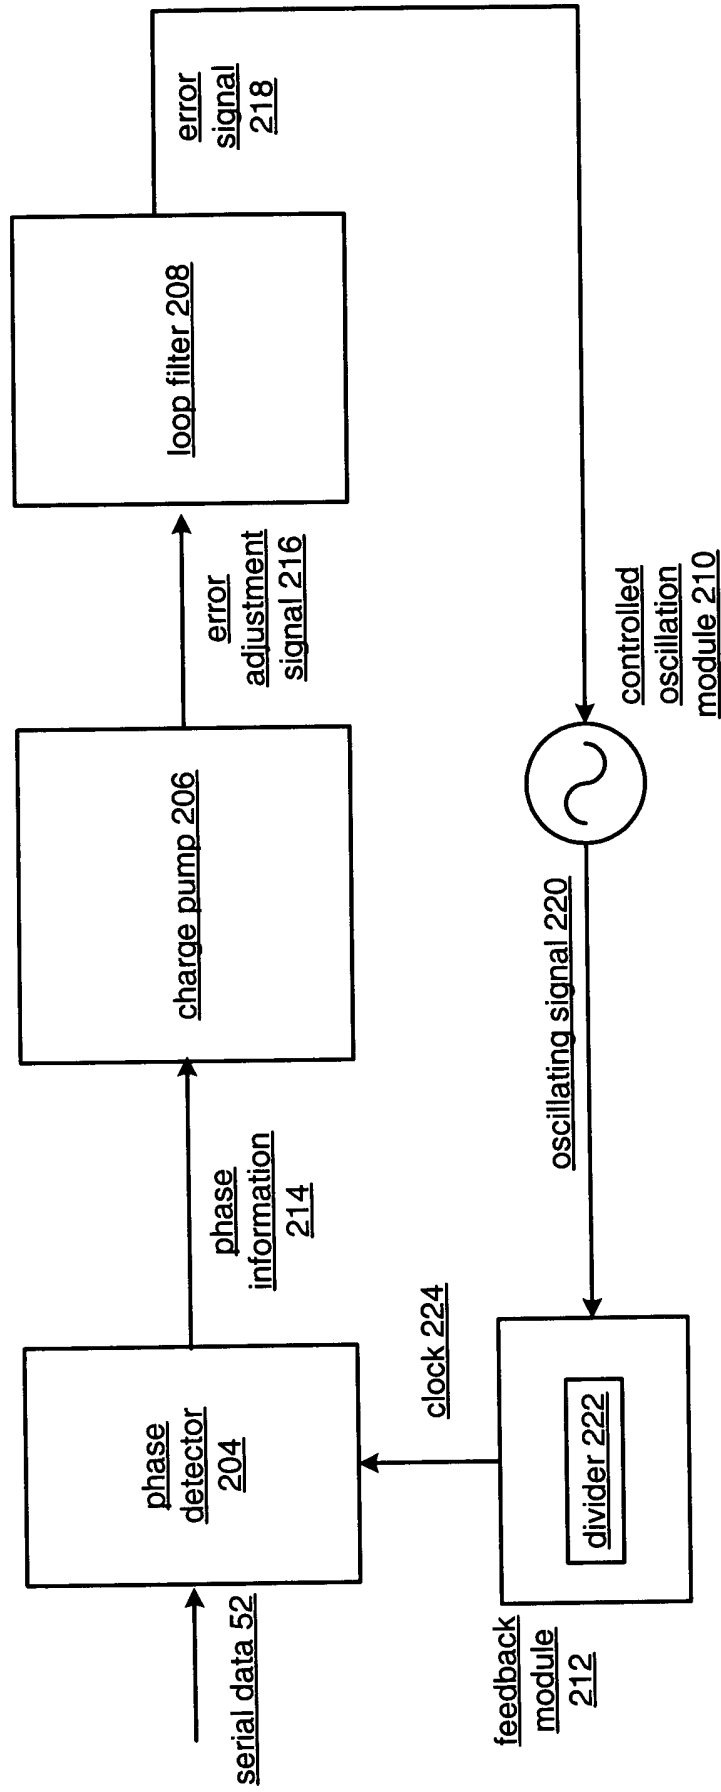 serial data 52
phase
detector
204
phase
information
214
charge pump 206
error
adjustment
signal 216
loop filter 208
error
signal
218
feedback
module
212
divider 222
clock 224
oscillating signal 220
controlled
oscillation
module 210